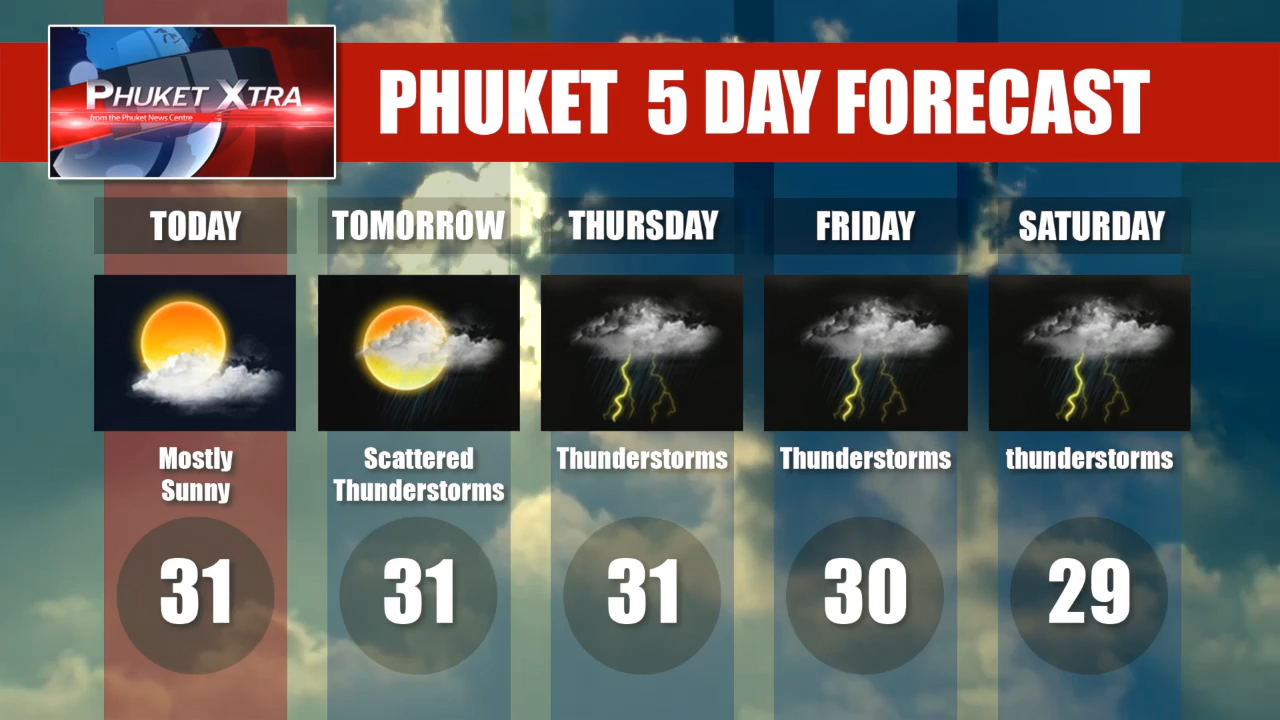 PHUKET XTRA
from the Phuket News Centre
PHUKET 5 DAY FORECAST
TODAY
TOMORROW
THURSDAY
FRIDAY
SATURDAY
Mostly
Sunny
Scattered
Thunderstorms
Thunderstorms
Thunderstorms
thunderstorms
31
31
31
30
29